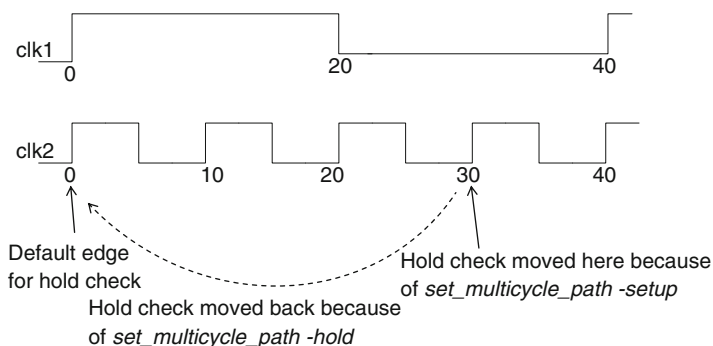 clk1
0 20 40
clk2
0 10 20 30 40
Default edge
for hold check
Hold check moved here because
of set_multicycle_path -setup
Hold check moved back because
of set_multicycle_path -hold